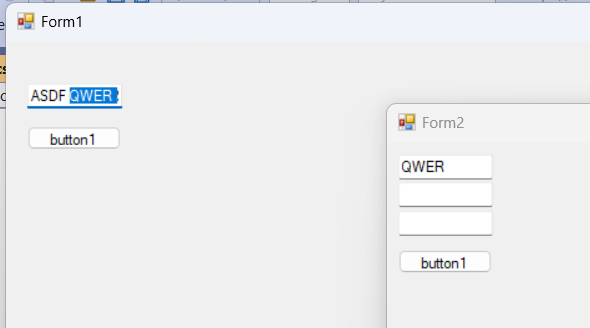 Form1
ASDF QWER
button1
Form2
QWER
button1